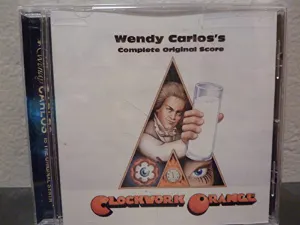 Wendy Carlos's
Complete Original Score
CLOCKWORK ORANGE